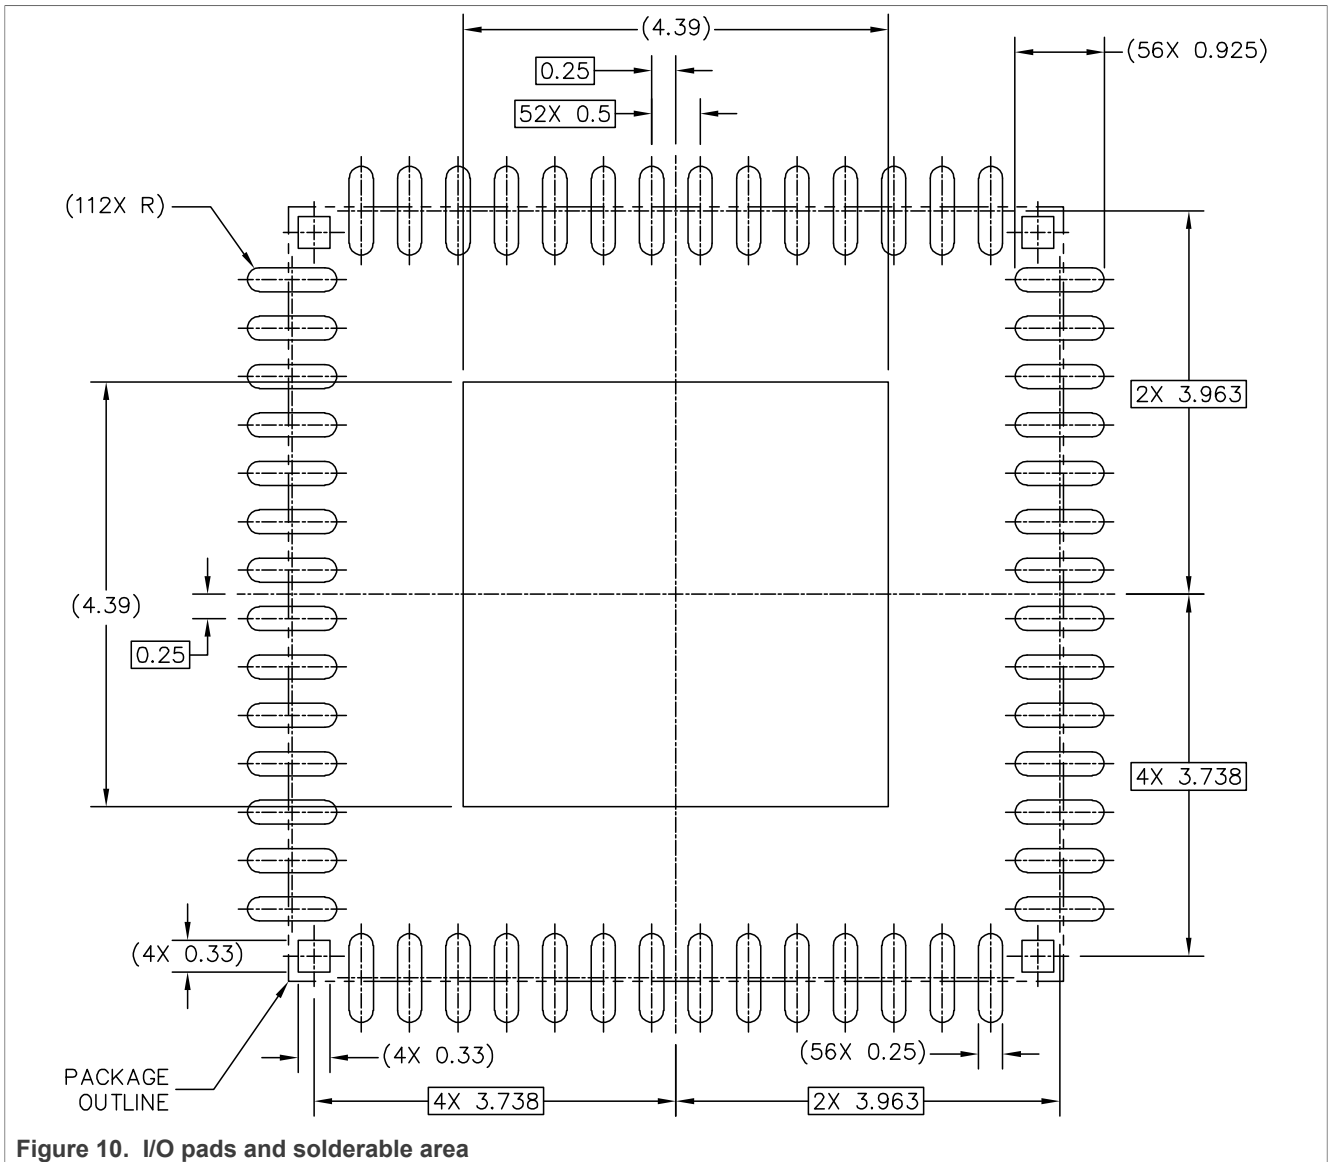 (4.39)
(56X 0.925)
0.25
52X 0.5
(112X R)
2X 3.963
(4.39)
0.25
4X 3.738
(4X 0.33)
(4X 0.33)
(56X 0.25)
PACKAGE
OUTLINE
4X 3.738
2X 3.963
Figure 10. I/O pads and solderable area